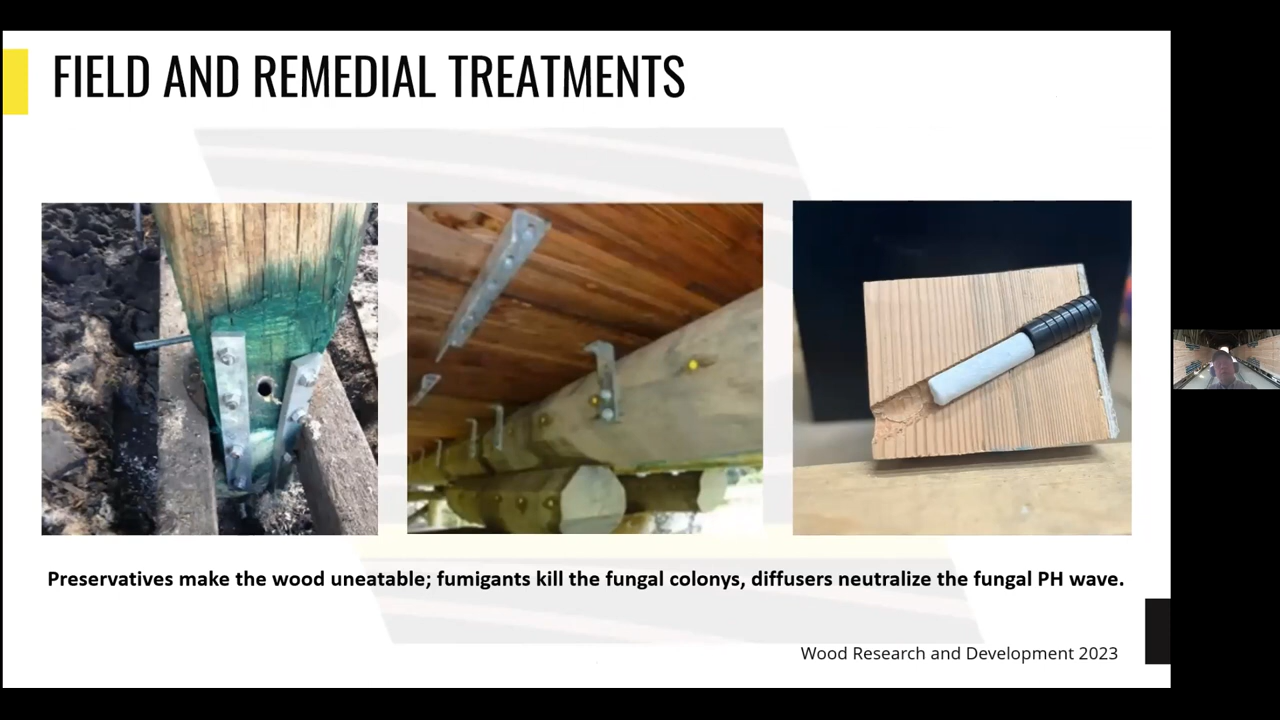 FIELD AND REMEDIAL TREATMENTS
Preservatives make the wood uneatable; fumigants kill the fungal colonys, diffusers neutralize the fungal PH wave.
Wood Research and Development 2023